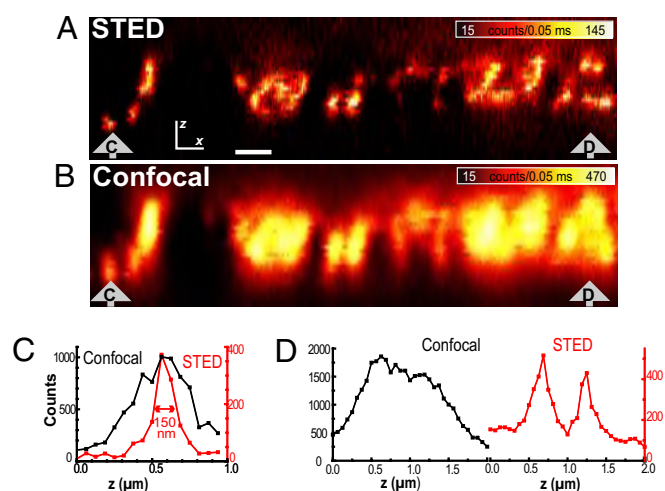 A STED
15 counts/0.05 ms 145
z
x
C D
B Confocal
15 counts/0.05 ms 470
C D
C Confocal STED
Counts
1000
500
0
400
200
0
150
nm
0.0 0.5 1.0
z (µm)
D Confocal STED
2000
1500
1000
500
0
400
200
0
0.0 0.5 1.0 1.5 0.0 0.5 1.0 1.5 2.0
z (µm) z (µm)